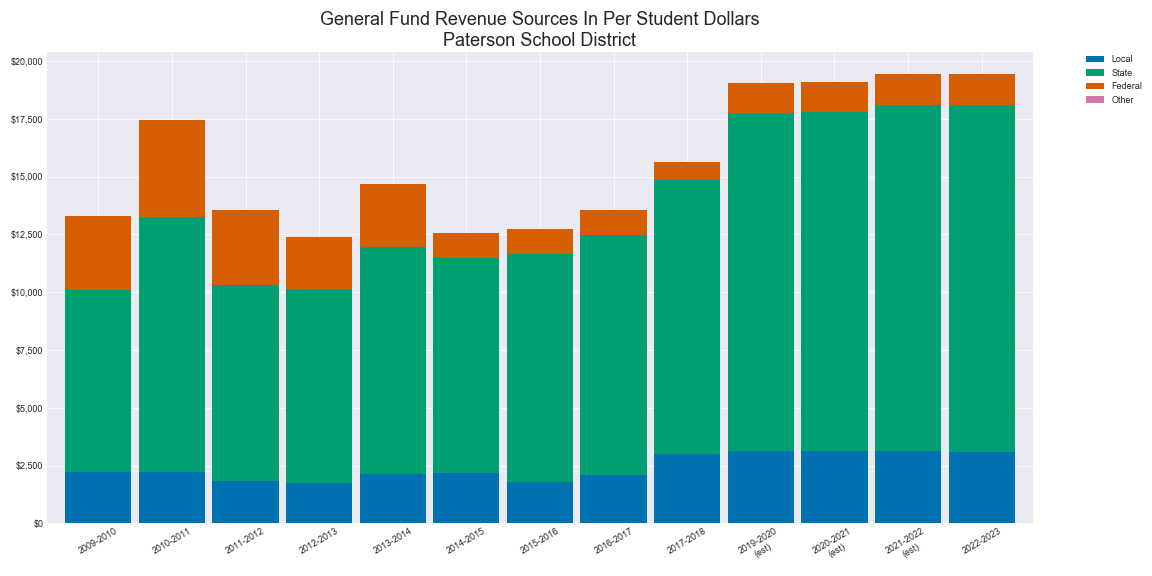 General Fund Revenue Sources In Per Student Dollars
Paterson School District
$20,000
$17,500
$15,000
$12,500
$10,000
$7,500
$5,000
$2,500
$0
Local
State
Federal
Other
2009-2010
2010-2011
2011-2012
2012-2013
2013-2014
2014-2015
2015-2016
2016-2017
2017-2018
2019-2020
(est)
2020-2021
(est)
2021-2022
(est)
2022-2023